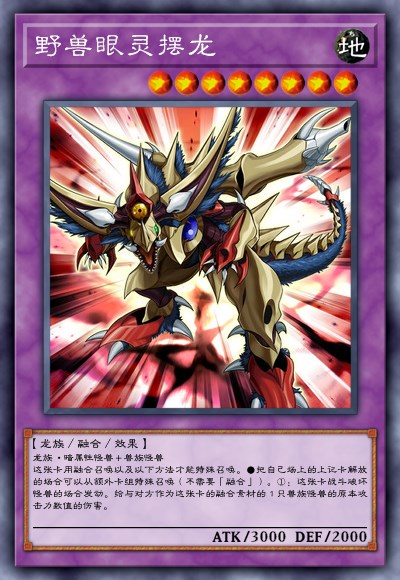 野兽眼灵摆龙
地
【龙族／融合／效果】
龙族·暗属性怪兽＋兽族怪兽
这张卡用融合召唤以及以下方法才能特殊召唤。●把自己场上的上记卡解放
的场合可以从额外卡组特殊召唤（不需要「融合」）。①：这张卡战斗破坏
怪兽的场合发动。给与对方作为这张卡的融合素材的１只兽族怪兽的原本攻
击力数值的伤害。
ATK/3000 DEF/2000